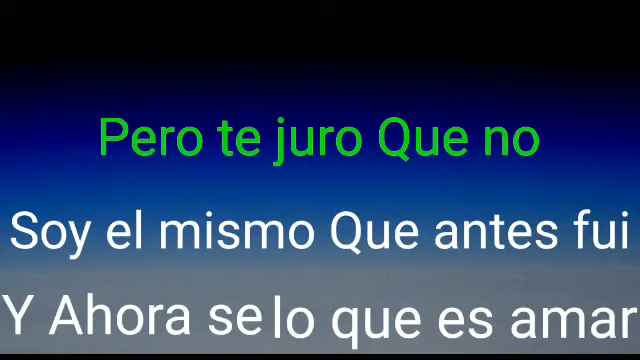 Pero te juro Que no
Soy el mismo Que antes fui
Y Ahora se lo que es amar